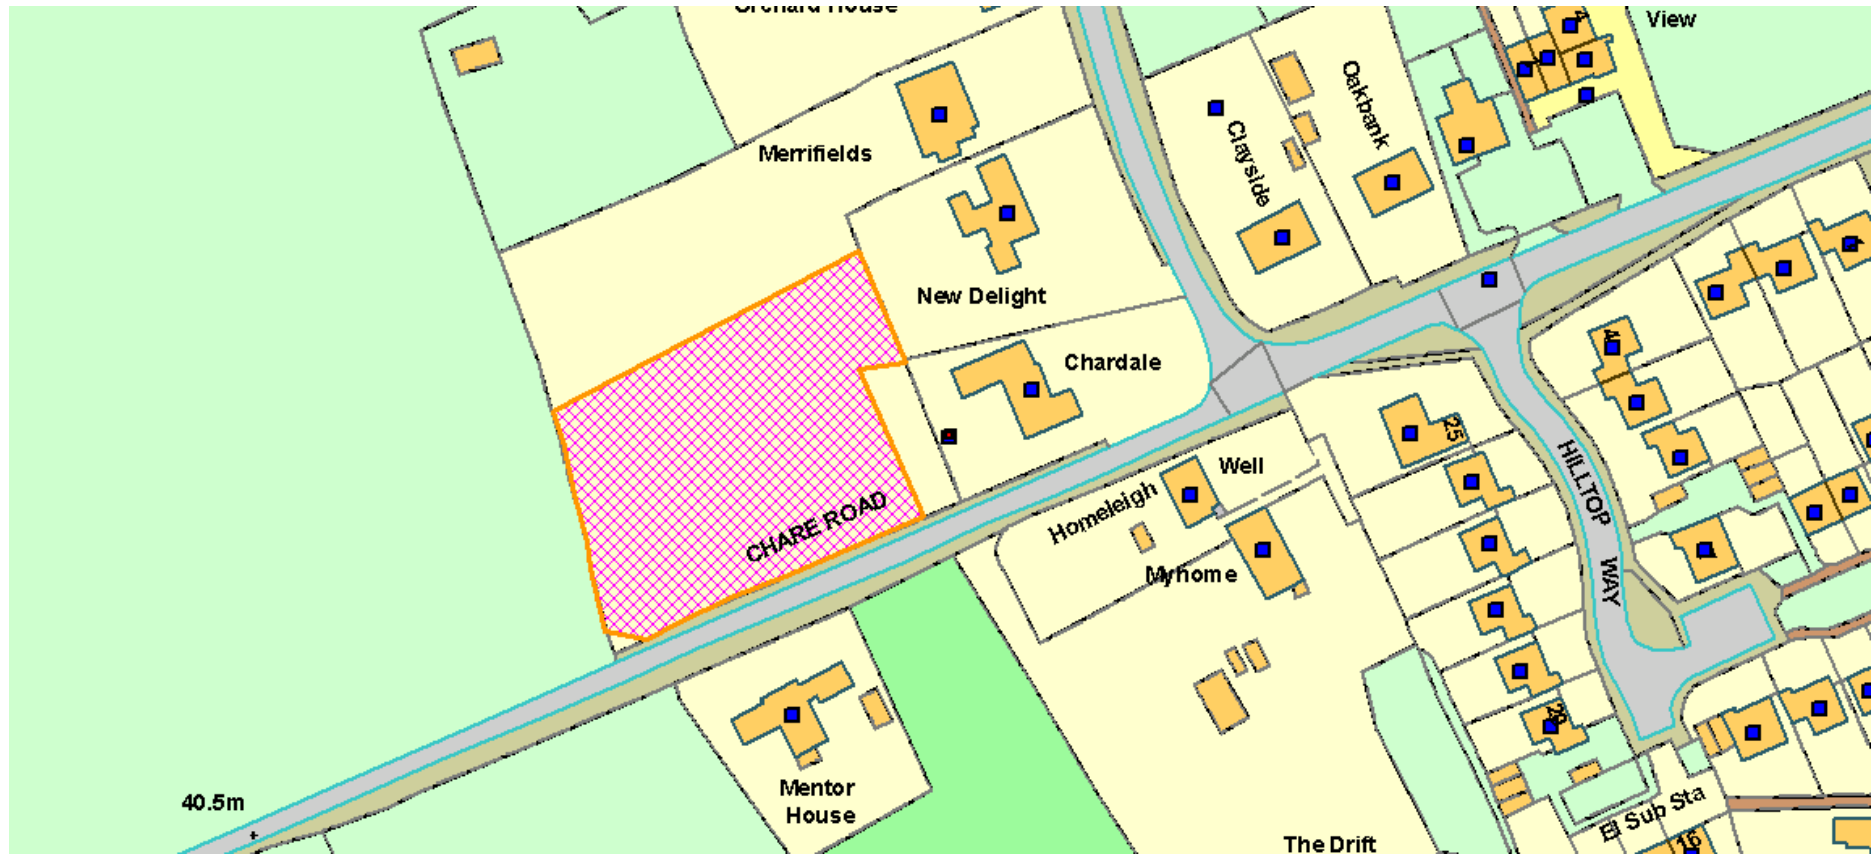 Orchard House
View
Merrifields
Clayside
Oakbank
New Delight
Chardale
Well
Homeleigh
Myhome
25
HILLTOP WAY
CHARE ROAD
Mentor
House
40.5m
El Sub Sta
The Drift
16